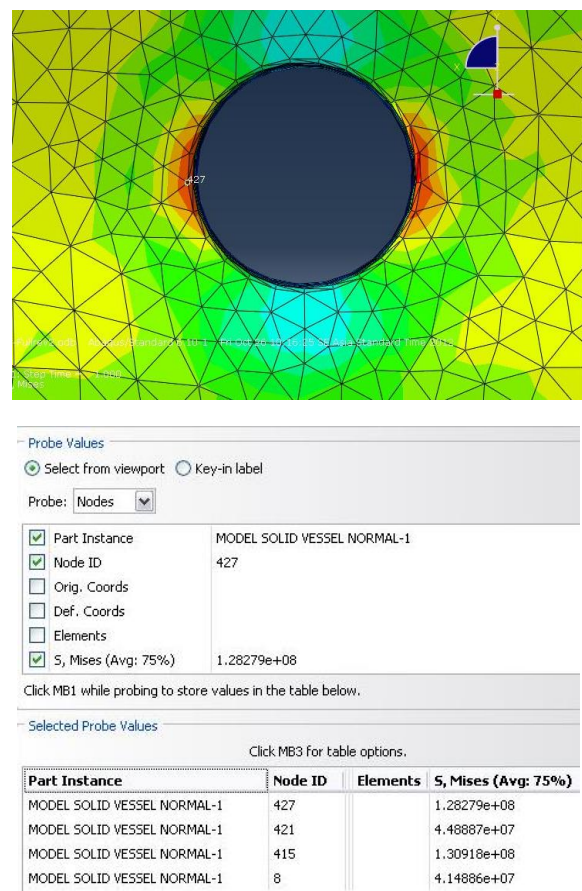 427
X
Probe Values
Select from viewport Key-in label
Probe: Nodes
Part Instance MODEL SOLID VESSEL NORMAL-1
Node ID 427
Orig. Coords
Def. Coords
Elements
S, Mises (Avg: 75%) 1.28279e+08
Click MB1 while probing to store values in the table below.
Selected Probe Values
Click MB3 for table options.
Part Instance Node ID Elements S, Mises (Avg: 75%)
MODEL SOLID VESSEL NORMAL-1 427 1.28279e+08
MODEL SOLID VESSEL NORMAL-1 421 4.48887e+07
MODEL SOLID VESSEL NORMAL-1 415 1.30918e+08
MODEL SOLID VESSEL NORMAL-1 8 4.14886e+07